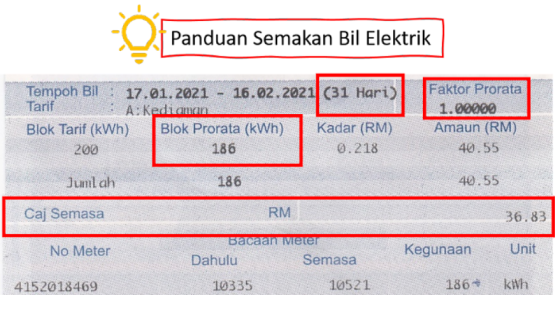 Panduan Semakan Bil Elektrik
Tempoh Bil : 17.01.2021 - 16.02.2021 (31 Hari) Faktor Prorata
Tarif : A:Kediaman 1.00000
Blok Tarif (kWh) Blok Prorata (kWh) Kadar (RM) Amaun (RM)
200 186 0.218 40.55
Jumlah 186 40.55
Caj Semasa RM 36.83
No Meter Bacaan Meter Kegunaan Unit
Dahulu Semasa
4152018469 10335 10521 186 kWh